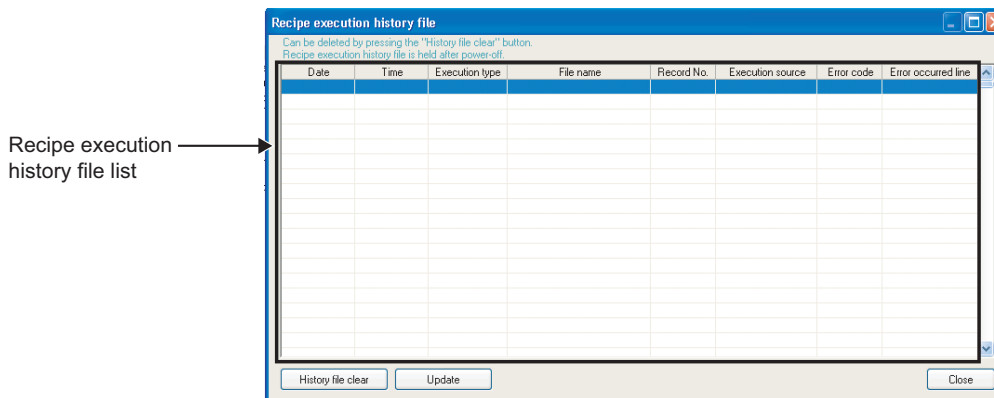 Recipe execution history file
Can be deleted by pressing the "History file clear" button.
Recipe execution history file is held after power-off.
Date Time Execution type File name Record No. Execution source Error code Error occurred line
Recipe execution
history file list
History file clear Update Close